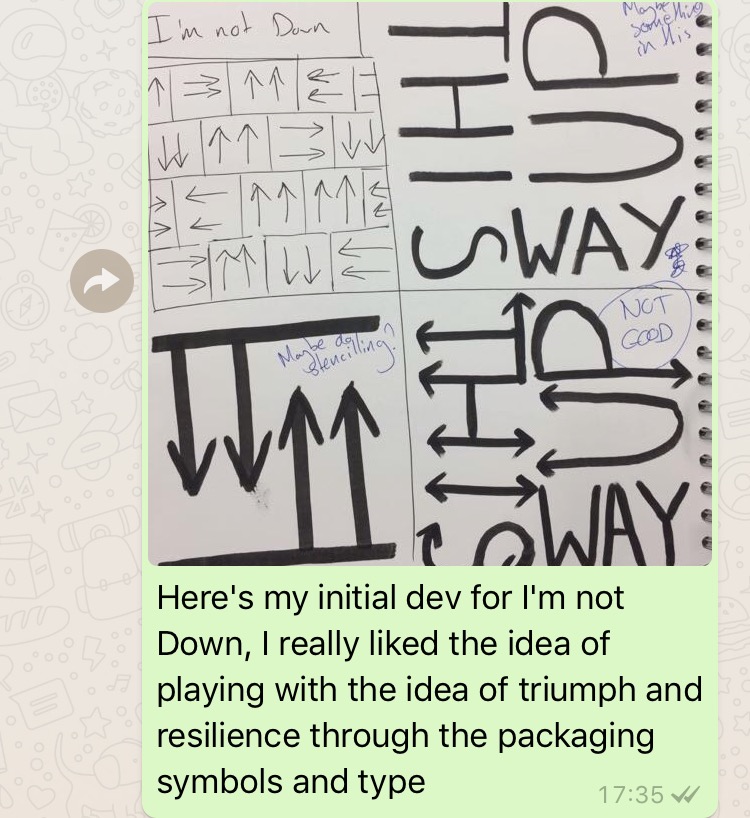 I'm not Down
Maybe
something
in this
THIS
WAY
UP
Maybe do
stencilling?
NOT
GOOD
THIS
WAY
UP
Here's my initial dev for I'm not
Down, I really liked the idea of
playing with the idea of triumph and
resilience through the packaging
symbols and type
17:35